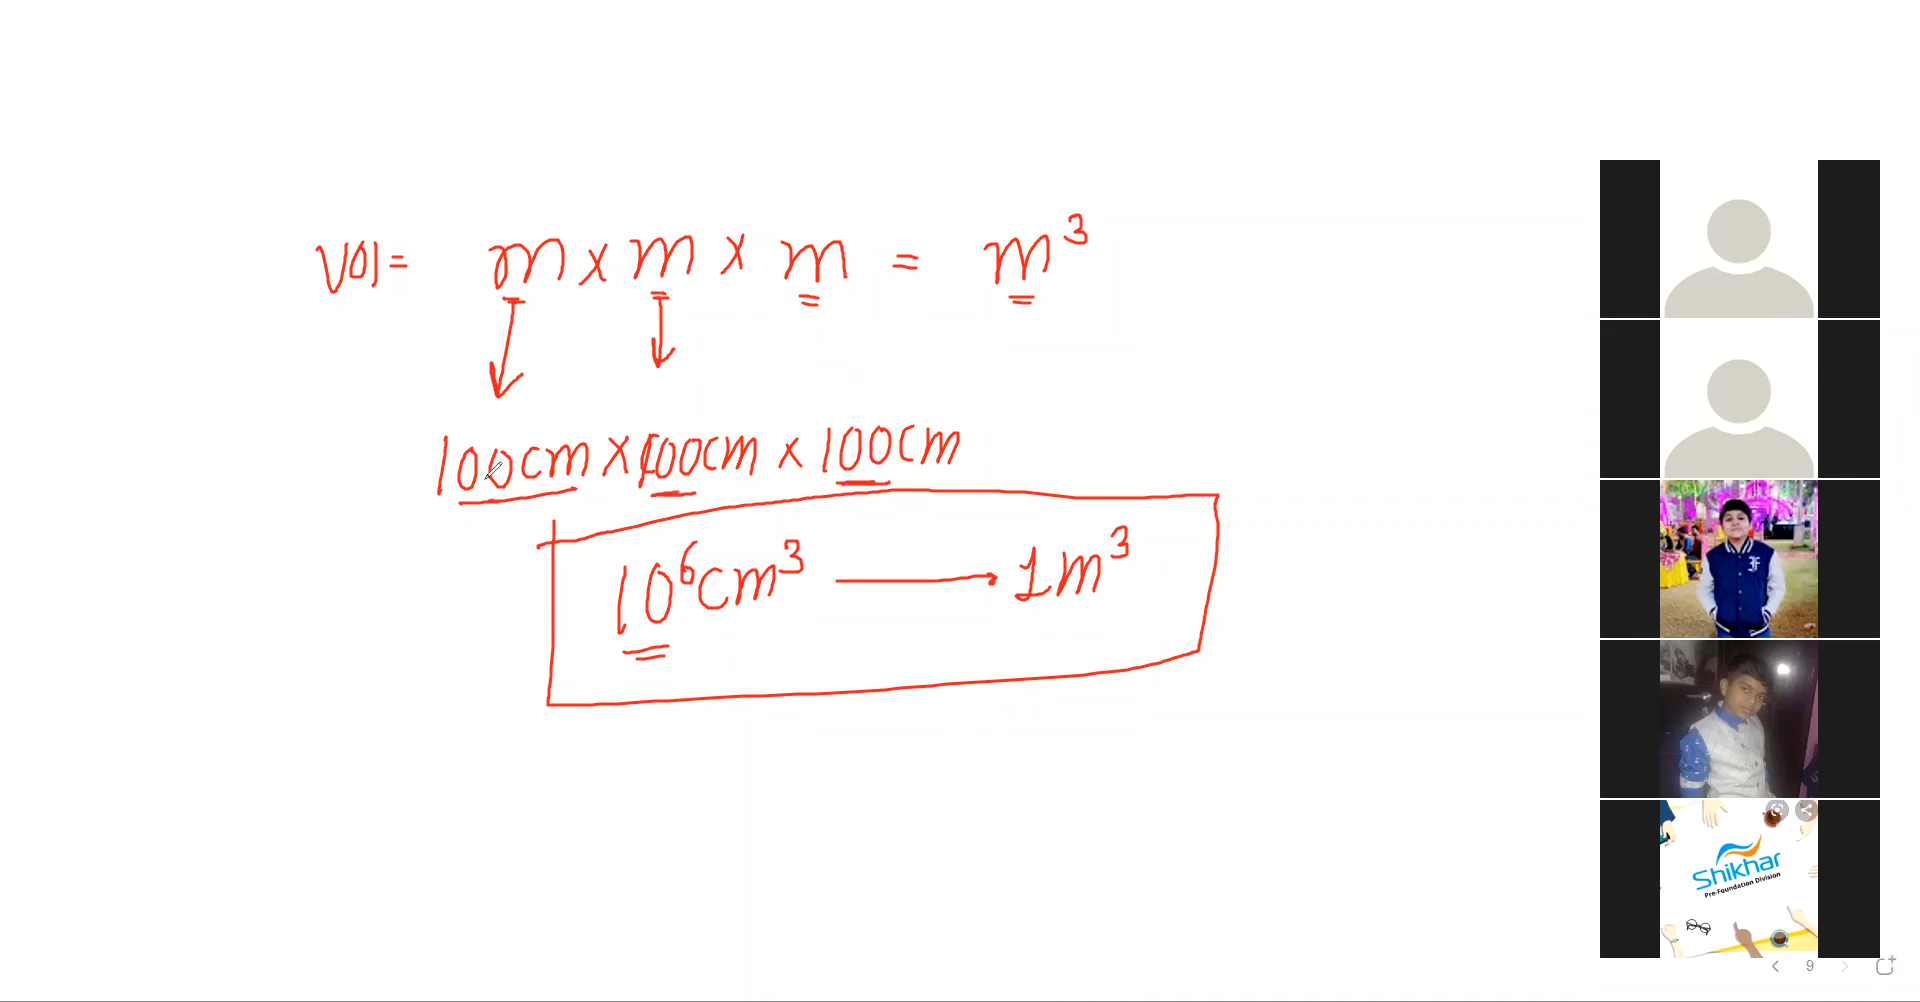 Vol = m × m × m = m³
100cm × 100cm × 100cm
10⁶cm³ → 1m³
F
Shikhar
Pre-Foundation Division
9